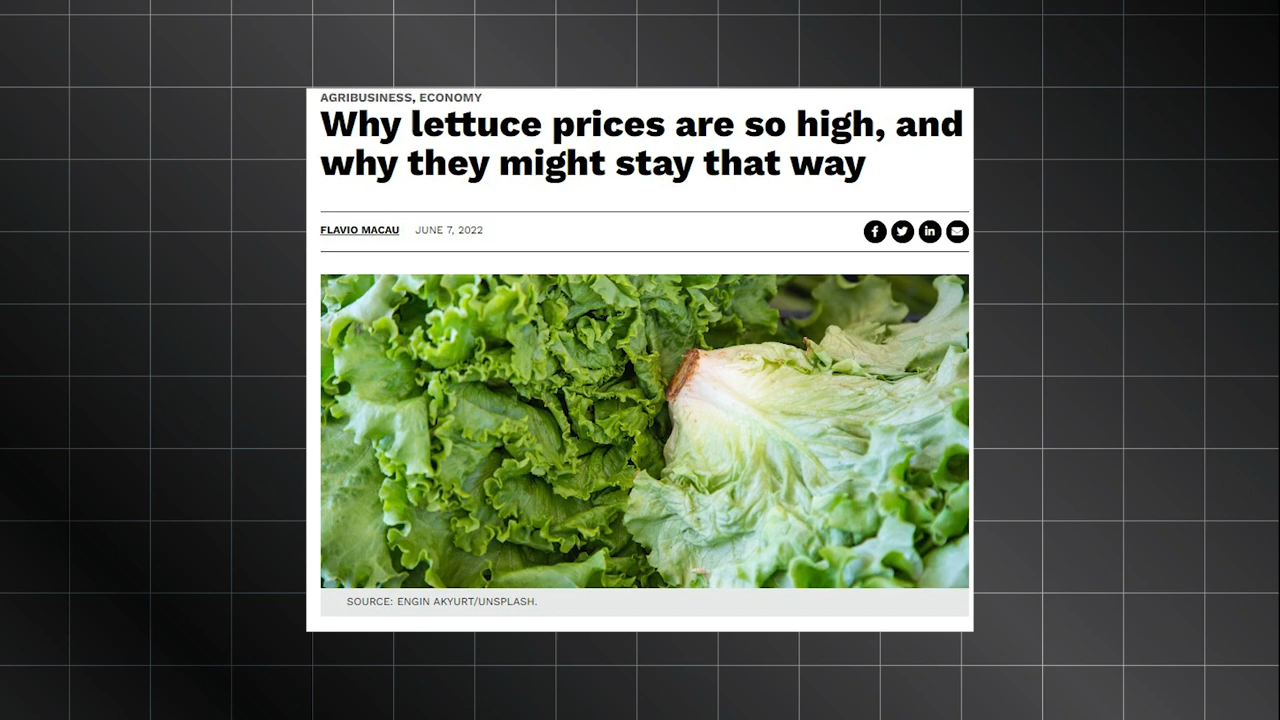 AGRIBUSINESS, ECONOMY
Why lettuce prices are so high, and
why they might stay that way
FLAVIO MACAU JUNE 7, 2022
SOURCE: ENGIN AKYURT/UNSPLASH.